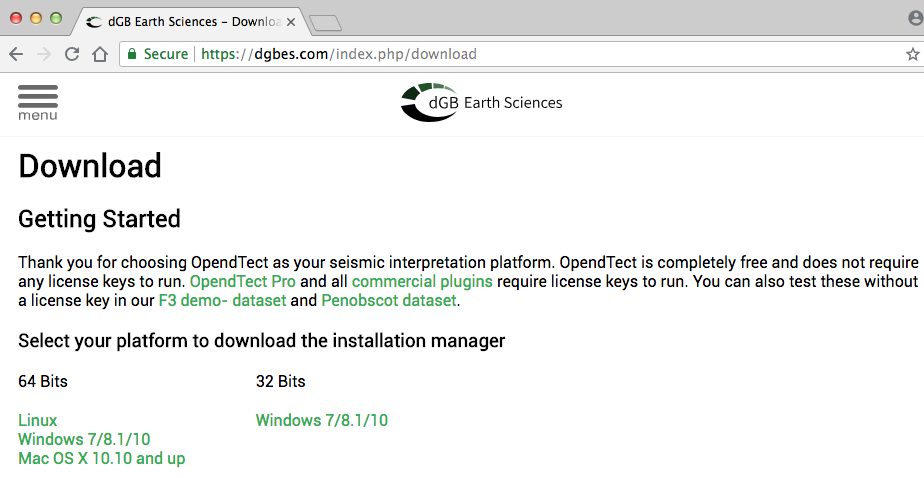 dGB Earth Sciences – Downloa
Secure
https://dgbes.com/index.php/download
menu
dGB Earth Sciences
Download
Getting Started
Thank you for choosing OpendTect as your seismic interpretation platform. OpendTect is completely free and does not require
any license keys to run. OpendTect Pro and all commercial plugins require license keys to run. You can also test these without
a license key in our F3 demo- dataset and Penobscot dataset.
Select your platform to download the installation manager
64 Bits
32 Bits
Linux
Windows 7/8.1/10
Windows 7/8.1/10
Mac OS X 10.10 and up